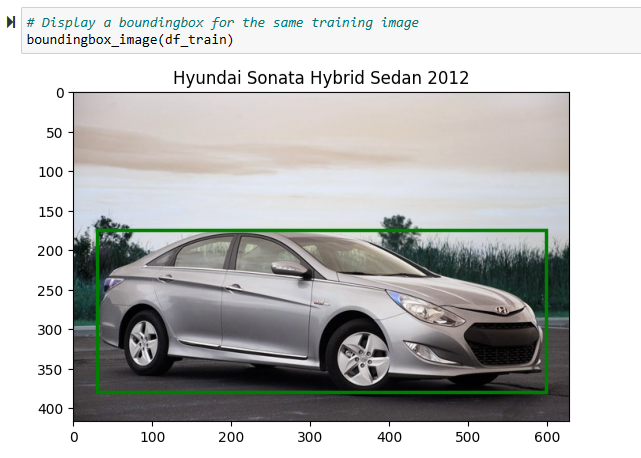 # Display a boundingbox for the same training image
boundingbox_image(df_train)
Hyundai Sonata Hybrid Sedan 2012
0
50
100
150
200
250
300
350
400
0 100 200 300 400 500 600